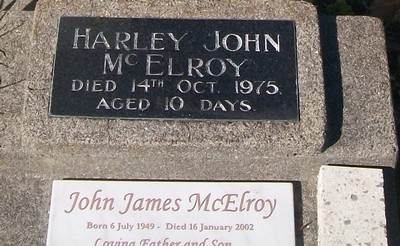 HARLEY JOHN
McELROY
DIED 14TH OCT. 1975.
AGED 10 DAYS.
John James McElroy
Born 6 July 1949 - Died 16 January 2002
Loving Father and Son